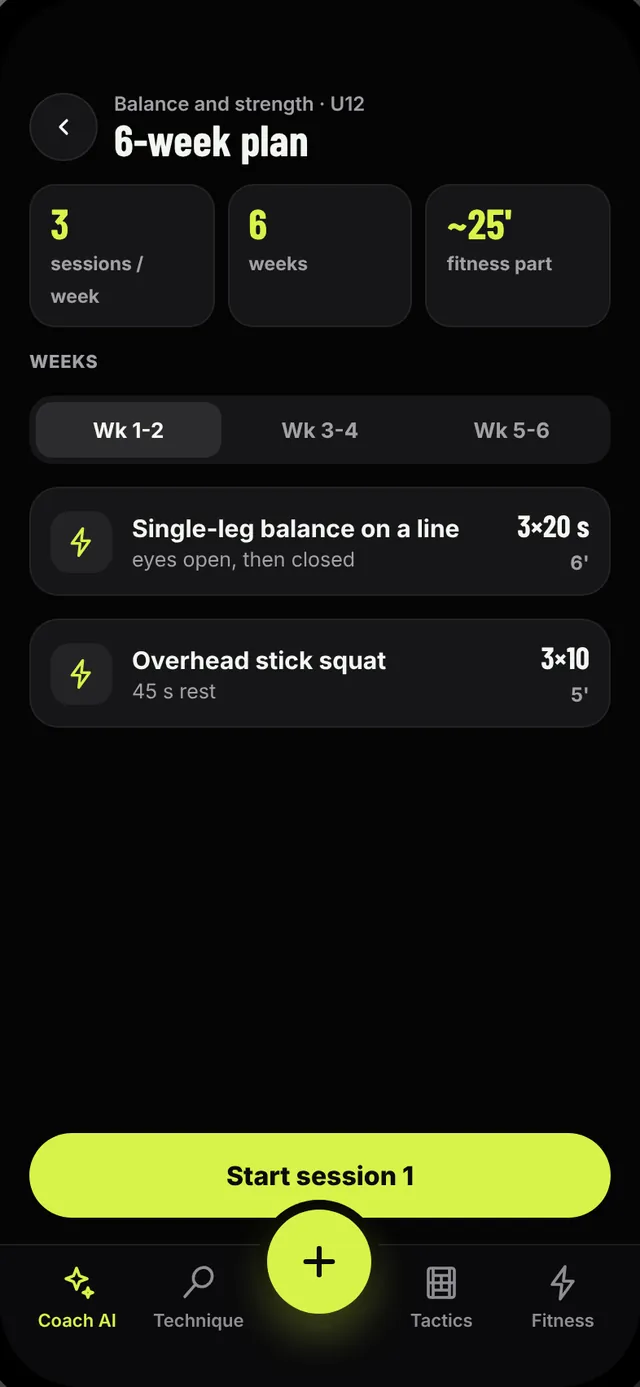 Balance and strength · U12
6-week plan
3
sessions /
week
6
weeks
~25'
fitness part
WEEKS
Wk 1-2
Wk 3-4
Wk 5-6
Single-leg balance on a line
eyes open, then closed
3×20 s
6'
Overhead stick squat
45 s rest
3×10
5'
Start session 1
Coach AI
Technique
Tactics
Fitness